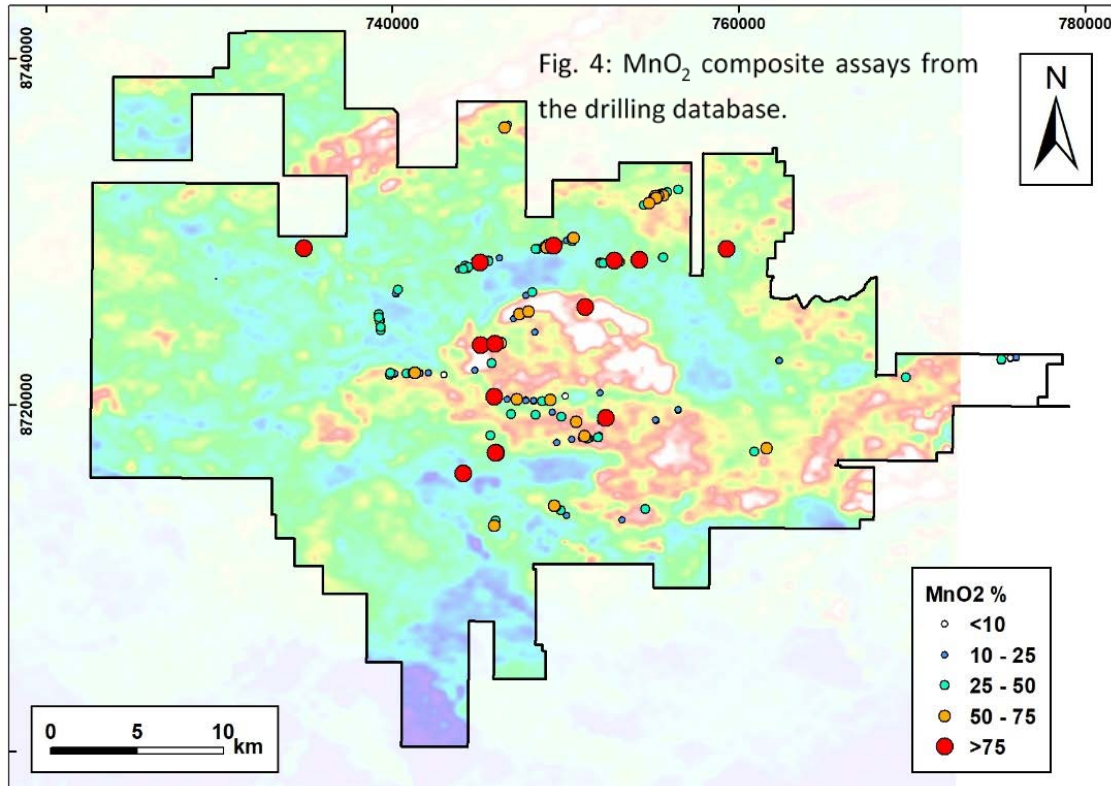 740000 760000 780000
8740000
Fig. 4: MnO₂ composite assays from
the drilling database.
N
8720000
MnO2 %
<10
10 - 25
25 - 50
50 - 75
>75
0 5 10
km